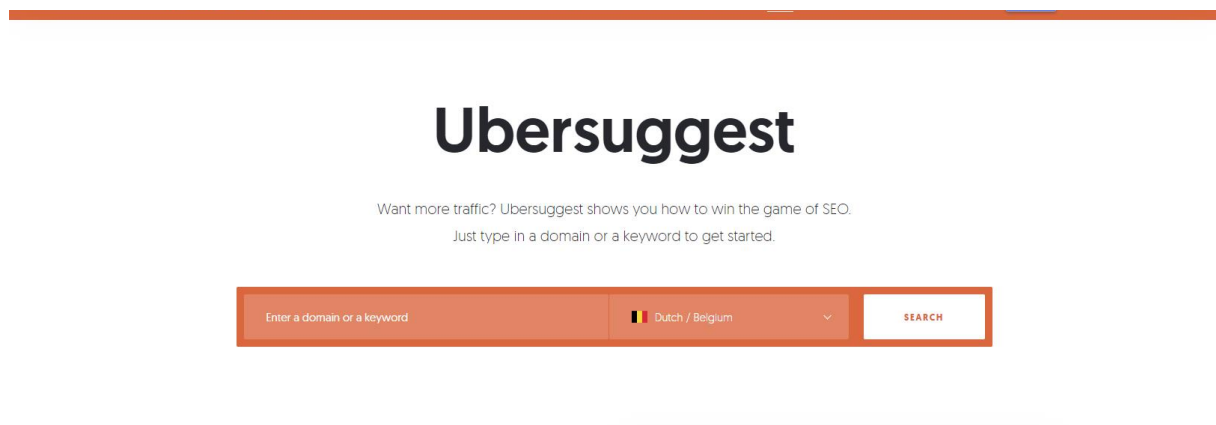 Ubersuggest
Want more traffic? Ubersuggest shows you how to win the game of SEO.
Just type in a domain or a keyword to get started.
Enter a domain or a keyword
Dutch / Belgium
SEARCH